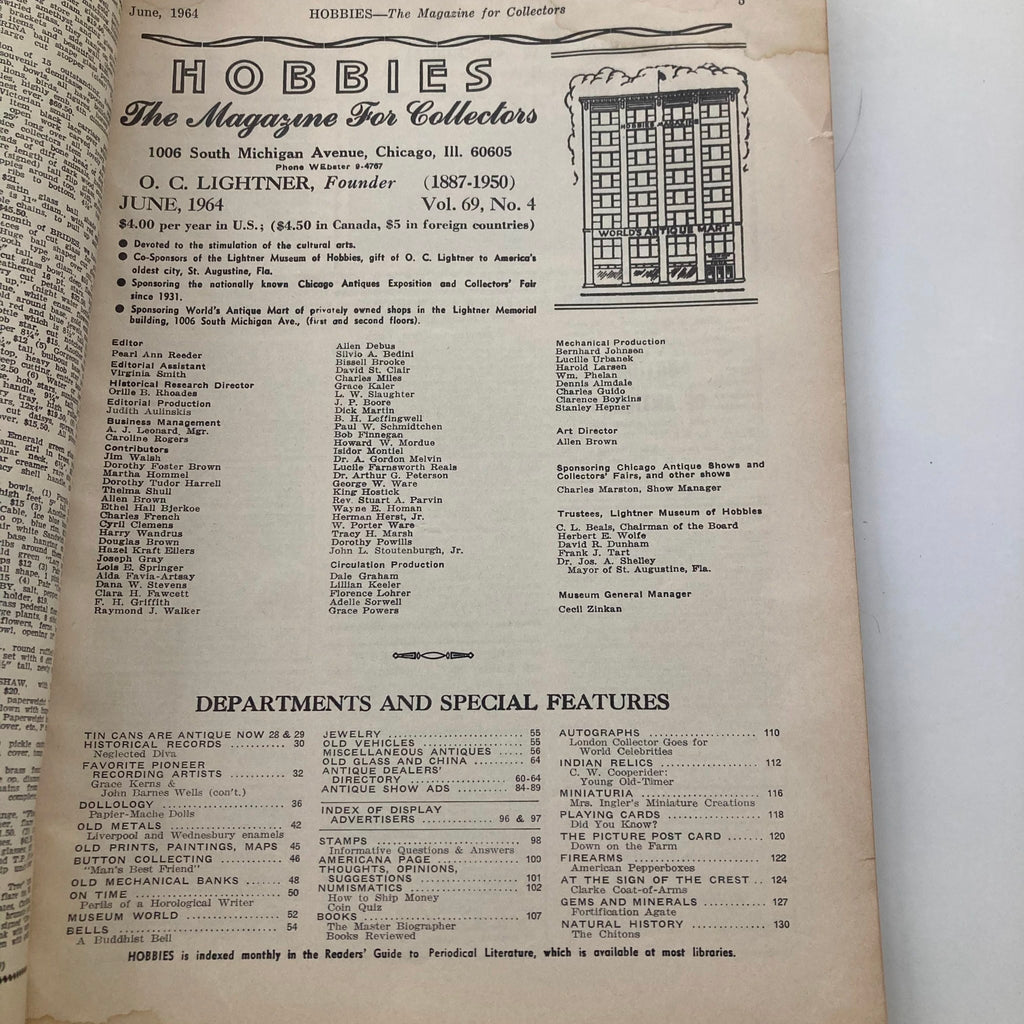 June, 1964
HOBBIES—The Magazine for Collectors
HOBBIES
The Magazine For Collectors
1006 South Michigan Avenue, Chicago, Ill. 60605
Phone WEbster 9-4767
O. C. LIGHTNER, Founder (1887-1950)
JUNE, 1964 Vol. 69, No. 4
$4.00 per year in U.S.; ($4.50 in Canada, $5 in foreign countries)
● Devoted to the stimulation of the cultural arts.
● Co-Sponsors of the Lightner Museum of Hobbies, gift of O. C. Lightner to America's
oldest city, St. Augustine, Fla.
● Sponsoring the nationally known Chicago Antiques Exposition and Collectors' Fair
since 1931.
● Sponsoring World's Antique Mart of privately owned shops in the Lightner Memorial
building, 1006 South Michigan Ave., (first and second floors).
HOBBIES MAGAZINE
WORLD'S ANTIQUE MART
Editor
Pearl Ann Reeder
Editorial Assistant
Virginia Smith
Historical Research Director
Orille B. Rhoades
Editorial Production
Judith Aulinskis
Business Management
A. J. Leonard, Mgr.
Caroline Rogers
Contributors
Jim Walsh
Dorothy Foster Brown
Martha Hommel
Dorothy Tudor Harrell
Thelma Shull
Allen Brown
Ethel Hall Bjerkoe
Charles French
Cyril Clemens
Harry Wandrus
Douglas Brown
Hazel Kraft Eilers
Joseph Gray
Lois E. Springer
Aida Favia-Artsay
Dana W. Stevens
Clara H. Fawcett
F. H. Griffith
Raymond J. Walker
Allen Debus
Silvio A. Bedini
Bissell Brooke
David St. Clair
Charles Miles
Grace Kaler
L. W. Slaughter
J. P. Boore
Dick Martin
B. H. Leffingwell
Paul W. Schmidtchen
Bob Finnegan
Howard W. Mordue
Isidor Montiel
Dr. A. Gordon Melvin
Lucile Farnsworth Reals
Dr. Arthur G. Peterson
George W. Ware
King Hostick
Rev. Stuart A. Parvin
Wayne E. Homan
Herman Herst, Jr.
W. Porter Ware
Tracy H. Marsh
Dorothy Powills
John L. Stoutenburgh, Jr.
Circulation Production
Dale Graham
Lillian Keeler
Florence Lohrer
Adelle Sorwell
Grace Powers
Mechanical Production
Bernhard Johnsen
Lucille Urbanek
Harold Larsen
Wm. Phelan
Dennis Almdale
Charles Guido
Clarence Boykins
Stanley Hepner
Art Director
Allen Brown
Sponsoring Chicago Antique Shows and
Collectors' Fairs, and other shows
Charles Marston, Show Manager
Trustees, Lightner Museum of Hobbies
C. L. Beals, Chairman of the Board
Herbert E. Wolfe
David R. Dunham
Frank J. Tart
Dr. Jos. A. Shelley
Mayor of St. Augustine, Fla.
Museum General Manager
Cecil Zinkan
DEPARTMENTS AND SPECIAL FEATURES
TIN CANS ARE ANTIQUE NOW 28 & 29
HISTORICAL RECORDS .......... 30
Neglected Diva
FAVORITE PIONEER
RECORDING ARTISTS .......... 32
Grace Kerns &
John Barnes Wells (con't.)
DOLLOLOGY .......... 36
Papier-Mache Dolls
OLD METALS .......... 42
Liverpool and Wednesbury enamels
OLD PRINTS, PAINTINGS, MAPS 45
BUTTON COLLECTING .......... 46
"Man's Best Friend"
OLD MECHANICAL BANKS .......... 48
ON TIME .......... 50
Perils of a Horological Writer
MUSEUM WORLD .......... 52
BELLS .......... 54
A Buddhist Bell
JEWELRY .......... 55
OLD VEHICLES .......... 55
MISCELLANEOUS ANTIQUES .... 56
OLD GLASS AND CHINA .......... 64
ANTIQUE DEALERS'
DIRECTORY .......... 60-64
ANTIQUE SHOW ADS .......... 84-89
INDEX OF DISPLAY
ADVERTISERS .......... 96 & 97
STAMPS .......... 98
Informative Questions & Answers
AMERICANA PAGE .......... 100
THOUGHTS, OPINIONS,
SUGGESTIONS .......... 101
NUMISMATICS .......... 102
How to Ship Money
Coin Quiz
BOOKS .......... 107
The Master Biographer
Books Reviewed
AUTOGRAPHS .......... 110
London Collector Goes for
World Celebrities
INDIAN RELICS .......... 112
C. W. Cooperider:
Young Old-Timer
MINIATURIA .......... 116
Mrs. Ingler's Miniature Creations
PLAYING CARDS .......... 118
Did You Know?
THE PICTURE POST CARD ....... 120
Down on the Farm
FIREARMS .......... 122
American Pepperboxes
AT THE SIGN OF THE CREST .. 124
Clarke Coat-of-Arms
GEMS AND MINERALS .......... 127
Fortification Agate
NATURAL HISTORY .......... 130
The Chitons
HOBBIES is indexed monthly in the Readers' Guide to Periodical Literature, which is available at most libraries.